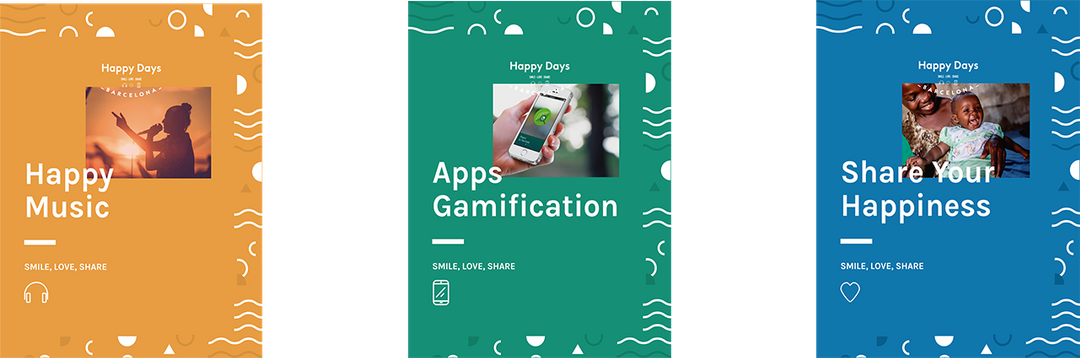 Happy Days
SMILE LOVE SHARE
BARCELONA
Happy
Music
SMILE, LOVE, SHARE
Happy Days
SMILE LOVE SHARE
BARCELONA
Apps
Gamification
SMILE, LOVE, SHARE
Happy Days
SMILE LOVE SHARE
BARCELONA
Share Your
Happiness
SMILE, LOVE, SHARE